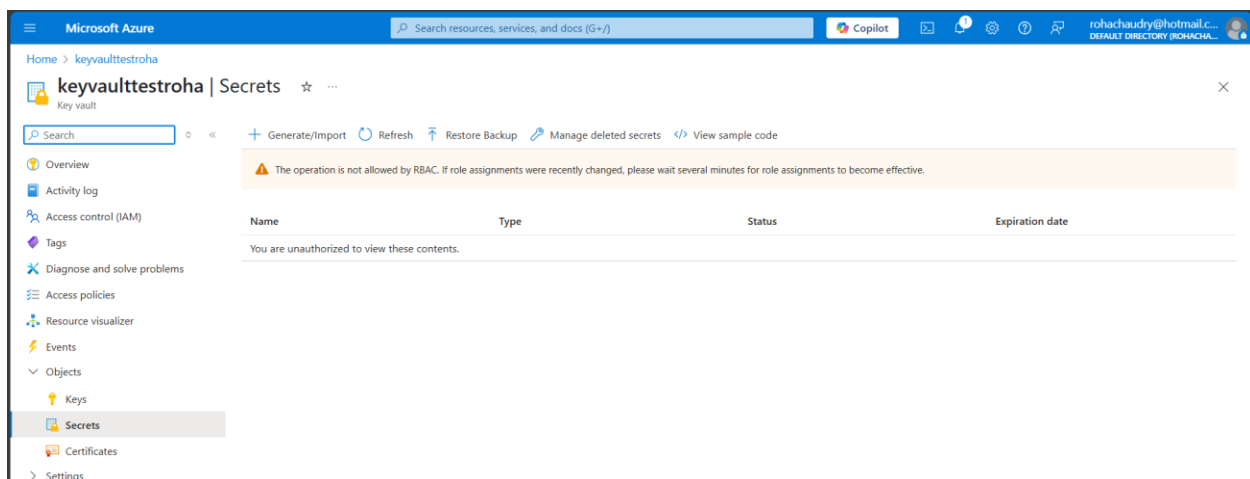 Microsoft Azure
Search resources, services, and docs (G+/)
Copilot
1
rohachaudry@hotmail.c...
DEFAULT DIRECTORY (ROHACHA...
Home > keyvaulttestroha
keyvaulttestroha | Secrets
Key vault
Search
Generate/Import
Refresh
Restore Backup
Manage deleted secrets
View sample code
The operation is not allowed by RBAC. If role assignments were recently changed, please wait several minutes for role assignments to become effective.
Name Type Status Expiration date
You are unauthorized to view these contents.
Overview
Activity log
Access control (IAM)
Tags
Diagnose and solve problems
Access policies
Resource visualizer
Events
Objects
Keys
Secrets
Certificates
Settings